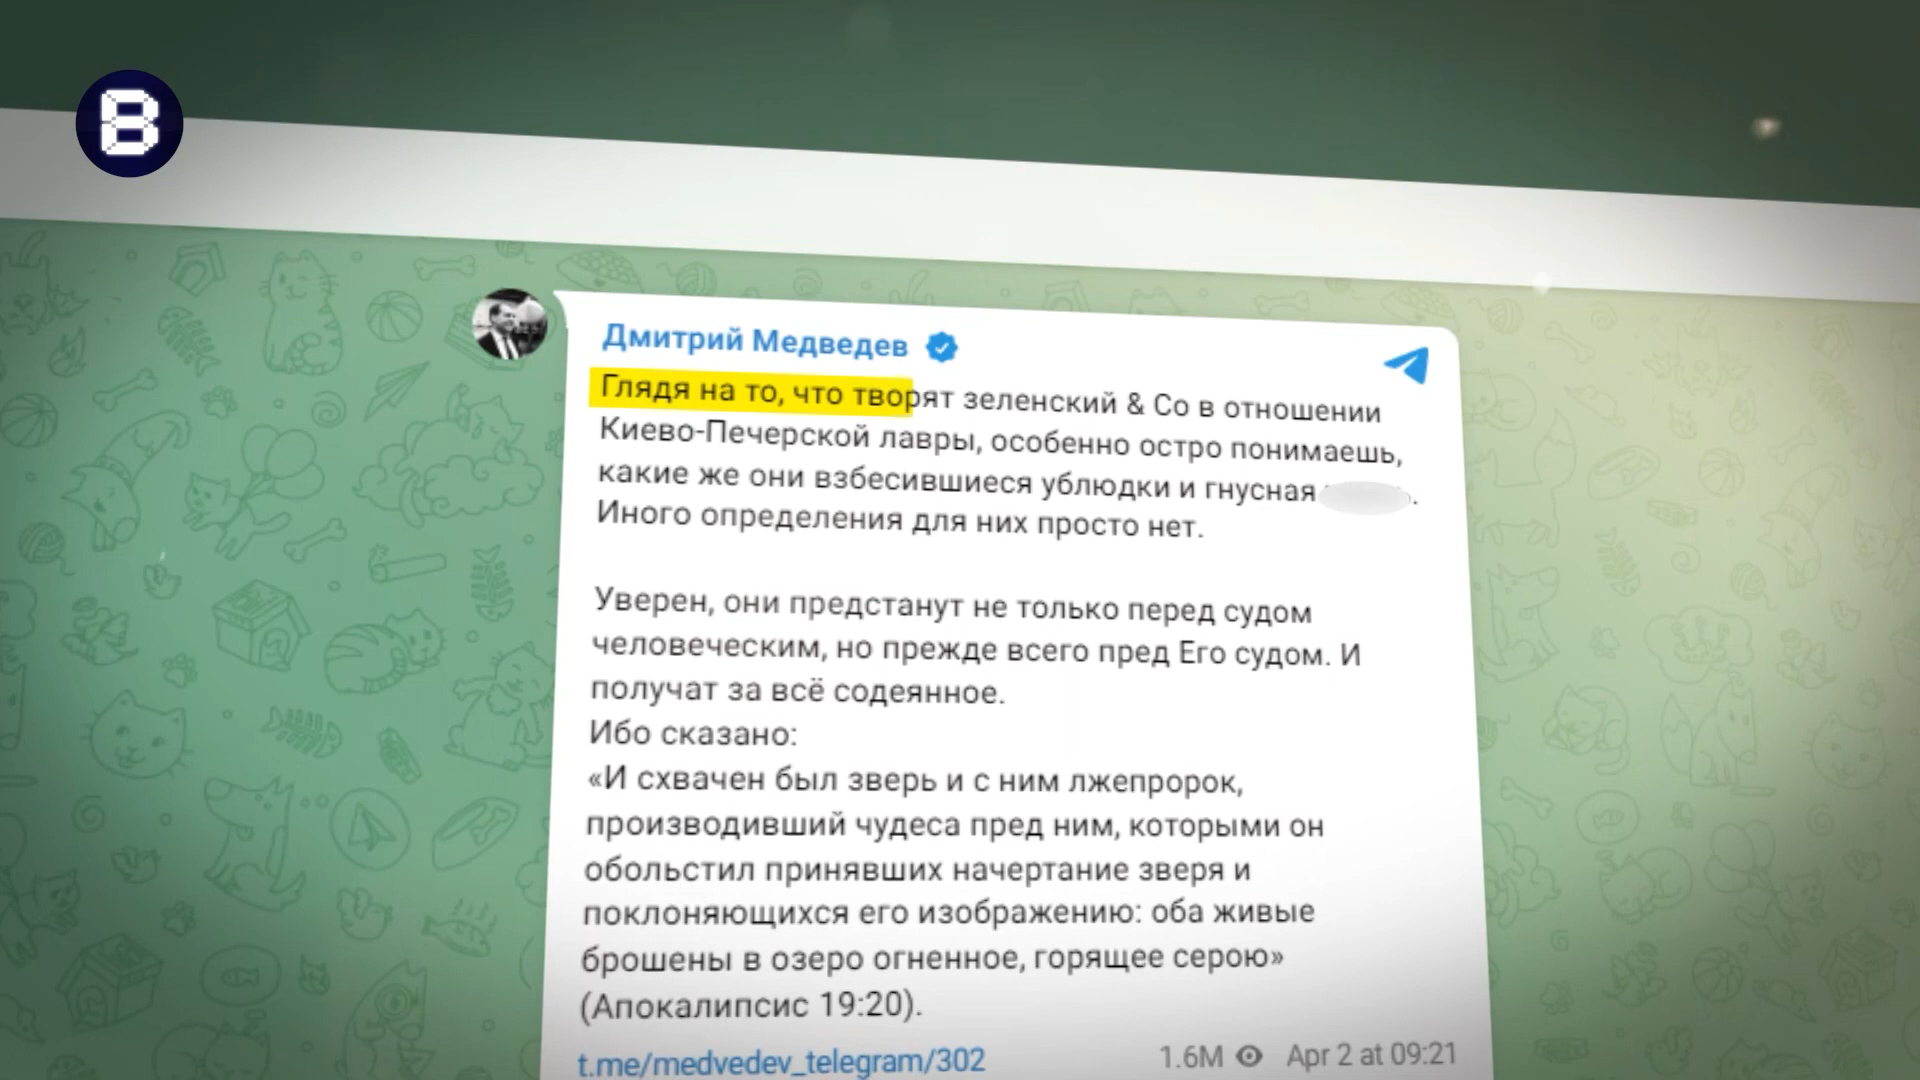 B
Дмитрий Медведев
Глядя на то, что творят зеленский & Co в отношении
Киево-Печерской лавры, особенно остро понимаешь,
какие же они взбесившиеся ублюдки и гнусная .
Иного определения для них просто нет.
Уверен, они предстанут не только перед судом
человеческим, но прежде всего пред Его судом. И
получат за всё содеянное.
Ибо сказано:
«И схвачен был зверь и с ним лжепророк,
производивший чудеса пред ним, которыми он
обольстил принявших начертание зверя и
поклоняющихся его изображению: оба живые
брошены в озеро огненное, горящее серою»
(Апокалипсис 19:20).
t.me/medvedev_telegram/302
1.6M Apr 2 at 09:21